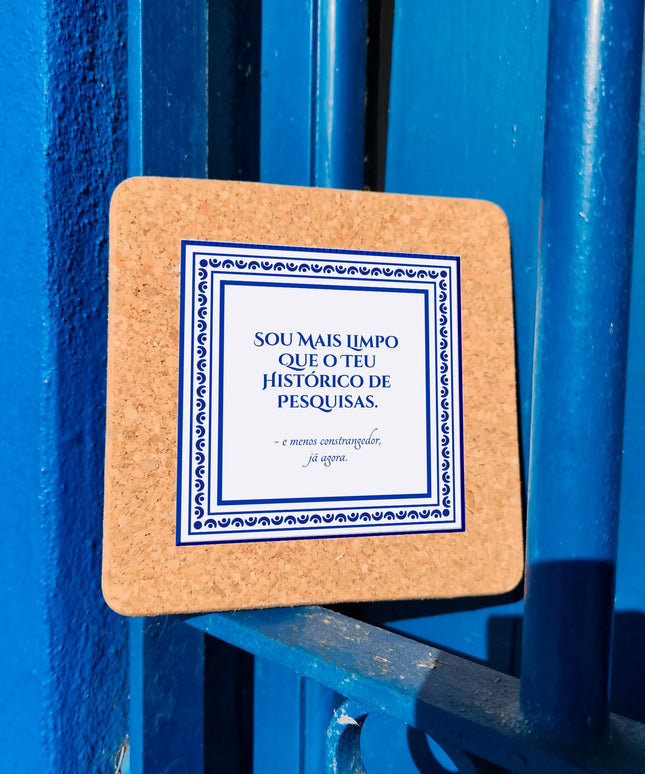 Sou Mais Limpo
Que o Teu
Histórico de
Pesquisas.
- e menos constrangedor,
já agora.